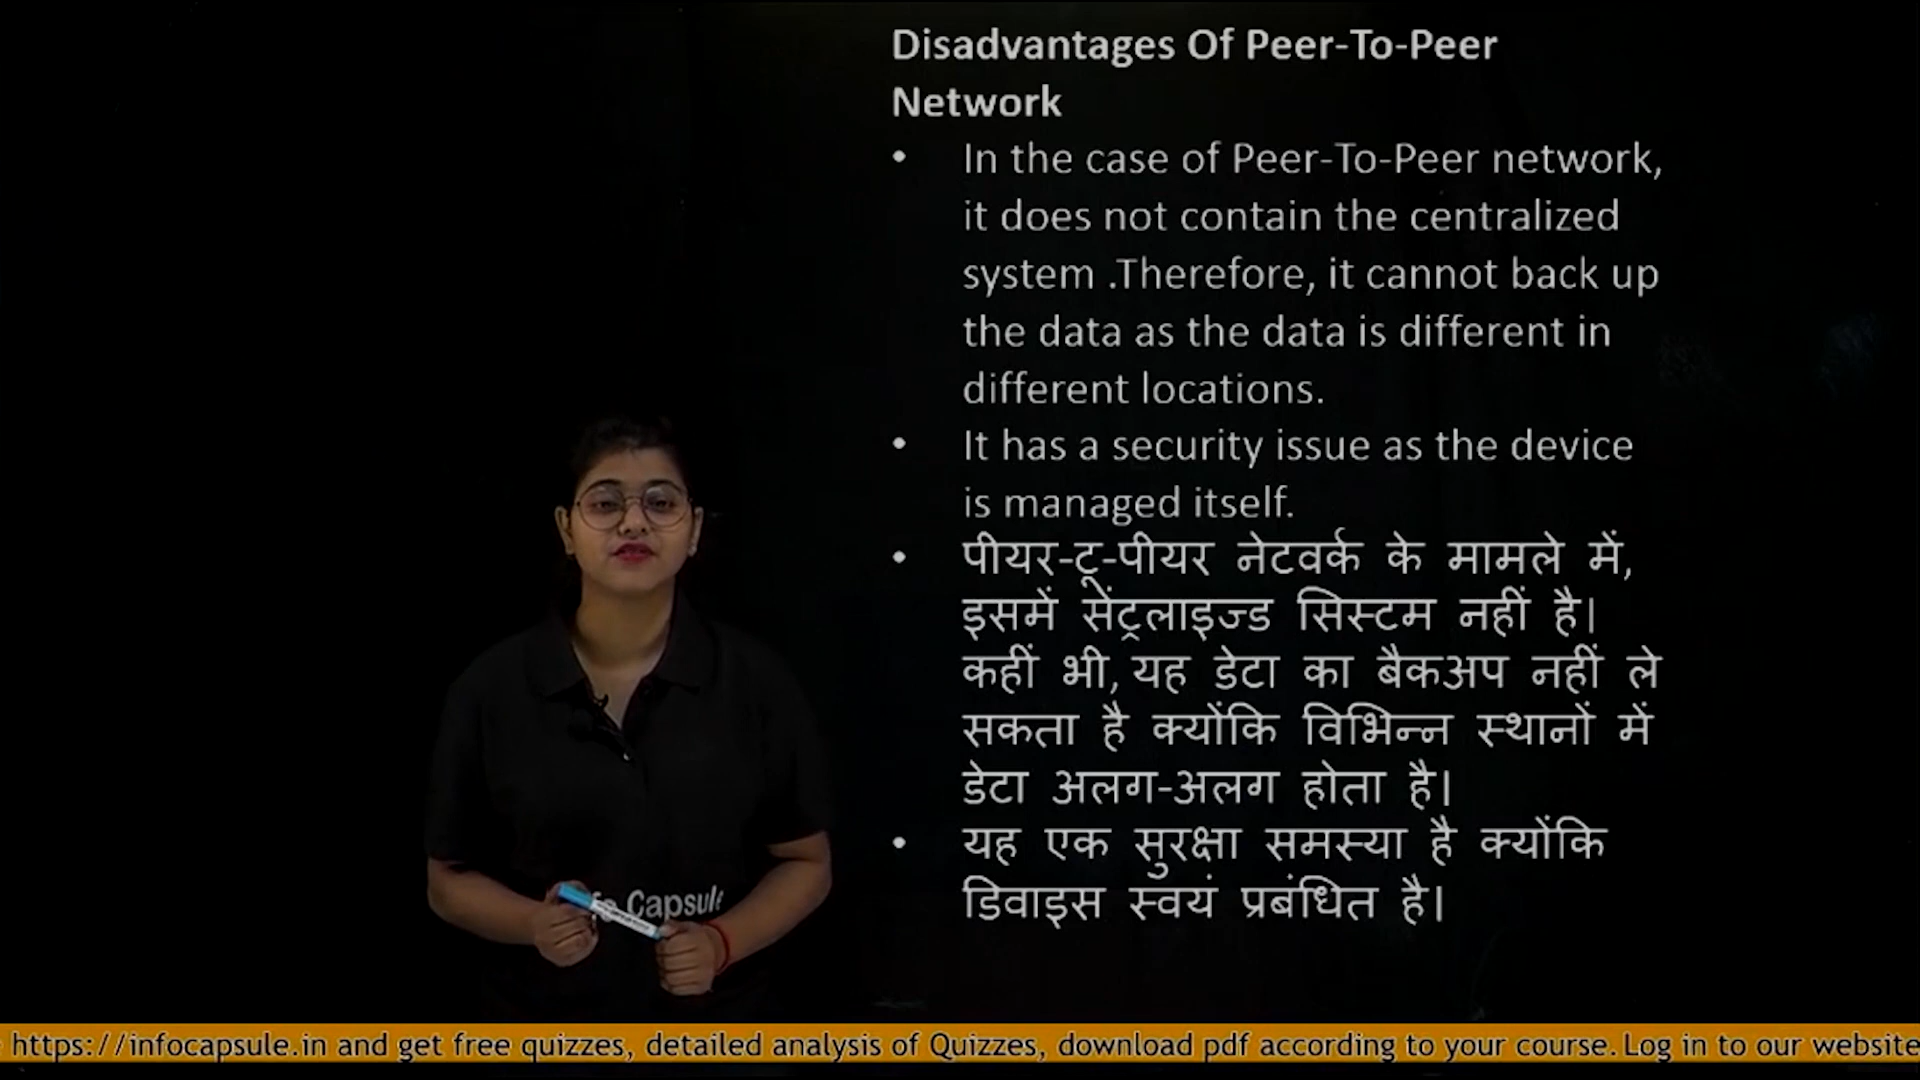 Disadvantages Of Peer-To-Peer
Network
• In the case of Peer-To-Peer network,
it does not contain the centralized
system .Therefore, it cannot back up
the data as the data is different in
different locations.
• It has a security issue as the device
is managed itself.
• पीयर-टू-पीयर नेटवर्क के मामले में,
इसमें सेंट्रलाइज्ड सिस्टम नहीं है।
कहीं भी, यह डेटा का बैकअप नहीं ले
सकता है क्योंकि विभिन्न स्थानों में
डेटा अलग-अलग होता है।
• यह एक सुरक्षा समस्या है क्योंकि
डिवाइस स्वयं प्रबंधित है।
Capsule
https://infocapsule.in and get free quizzes, detailed analysis of Quizzes, download pdf according to your course. Log in to our website